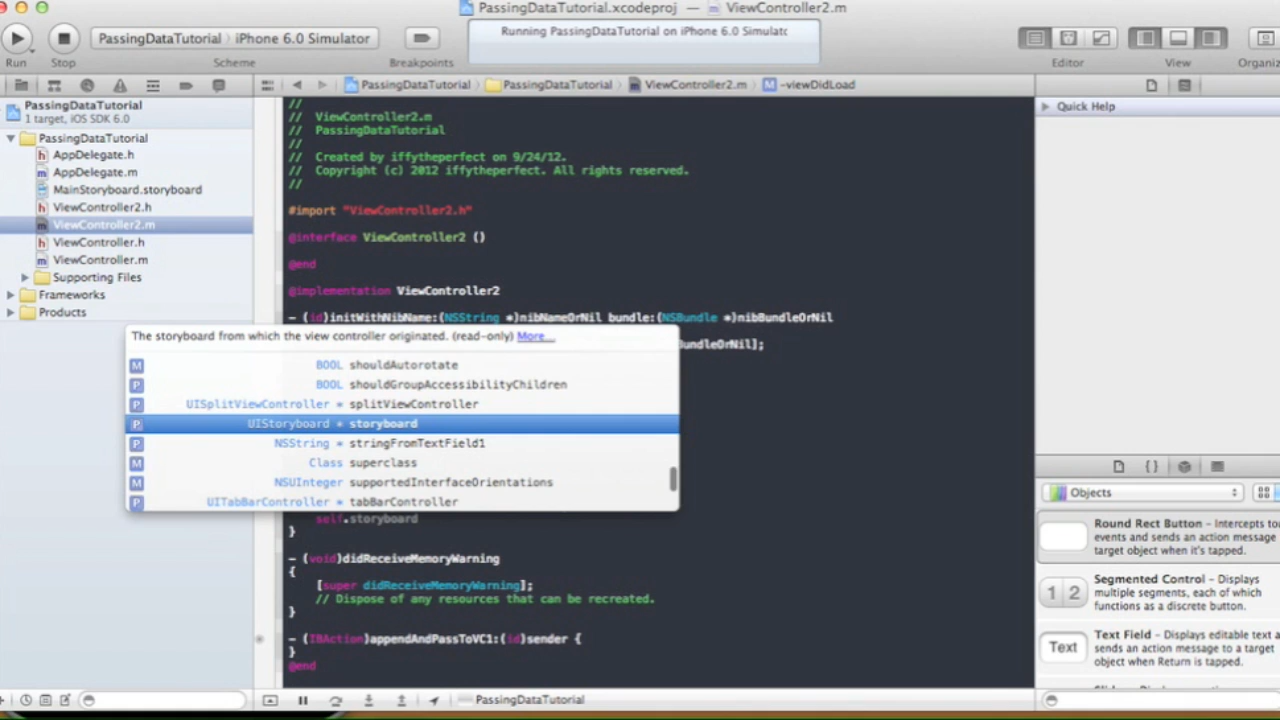 PassingDataTutorial.xcodeproj — ViewController2.m
PassingDataTutorial iPhone 6.0 Simulator
Running PassingDataTutorial on iPhone 6.0 Simulator
Run Stop Scheme Breakpoints Editor View Organiz
PassingDataTutorial PassingDataTutorial ViewController2.m M -viewDidLoad
PassingDataTutorial
1 target, iOS SDK 6.0
PassingDataTutorial
h AppDelegate.h
m AppDelegate.m
MainStoryboard.storyboard
h ViewController2.h
m ViewController2.m
h ViewController.h
m ViewController.m
Supporting Files
Frameworks
Products
//
// ViewController2.m
// PassingDataTutorial
//
// Created by iffytheperfect on 9/24/12.
// Copyright (c) 2012 iffytheperfect. All rights reserved.
//
#import "ViewController2.h"
@interface ViewController2 ()
@end
@implementation ViewController2
- (id)initWithNibName:(NSString *)nibNameOrNil bundle:(NSBundle *)nibBundleOrNil
BundleOrNil];
The storyboard from which the view controller originated. (read-only) More...
M BOOL shouldAutorotate
P BOOL shouldGroupAccessibilityChildren
P UISplitViewController * splitViewController
P UIStoryboard * storyboard
P NSString * stringFromTextField1
M Class superclass
M NSUInteger supportedInterfaceOrientations
P UITabBarController * tabBarController
self.storyboard
}
- (void)didReceiveMemoryWarning
{
[super didReceiveMemoryWarning];
// Dispose of any resources that can be recreated.
}
- (IBAction)appendAndPassToVC1:(id)sender {
}
@end
PassingDataTutorial
Quick Help
{ }
Objects
Round Rect Button - Intercepts to
events and sends an action message
target object when it's tapped.
1 2
Segmented Control - Displays
multiple segments, each of which
functions as a discrete button.
Text
Text Field - Displays editable text a
sends an action message to a target
object when Return is tapped.